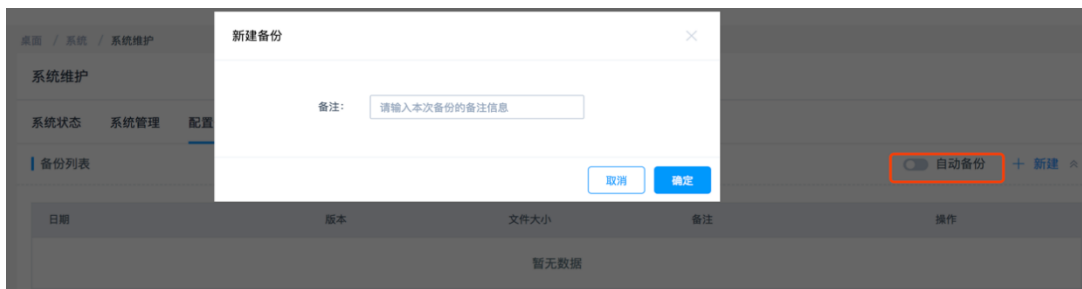 新建备份
桌面 / 系统 / 系统维护
系统维护
备注: 请输入本次备份的备注信息
系统状态 系统管理 配置
备份列表 自动备份 + 新建
取消 确定
日期 版本 文件大小 备注 操作
暂无数据